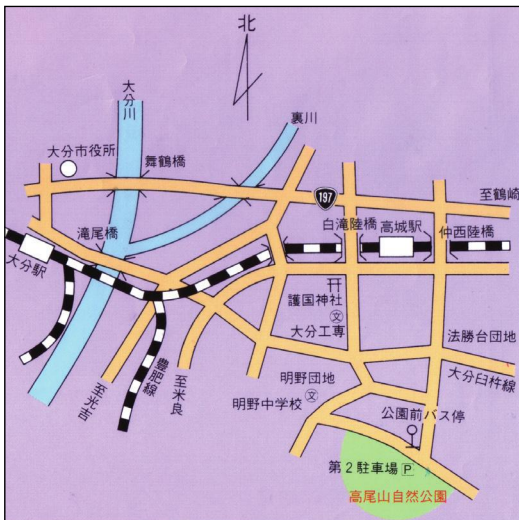 北
大分川
裏川
大分市役所
舞鶴橋
197
至鶴崎
滝尾橋
白滝陸橋
高城駅
仲西陸橋
大分駅
護国神社
文
大分工専
法勝台団地
豊肥線
至米良
至光吉
大分臼杵線
明野団地
明野中学校
文
公園前バス停
第2駐車場 P
高尾山自然公園